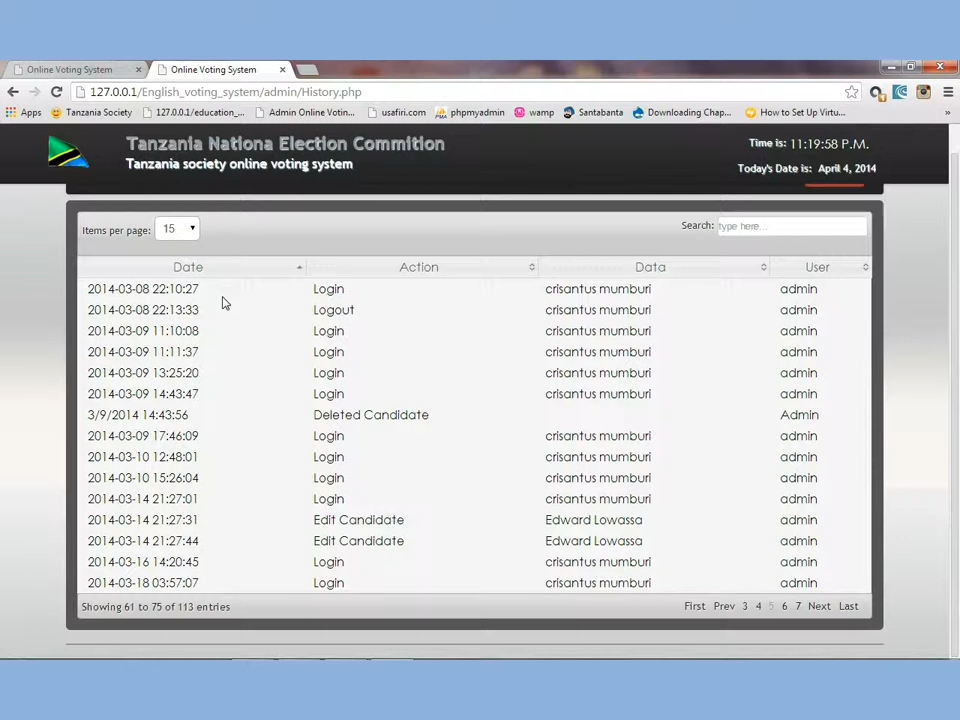 Online Voting System × Online Voting System ×
127.0.0.1/English_voting_system/admin/History.php
Apps Tanzania Society 127.0.0.1/education_... Admin Online Votin... usafiri.com phpmyadmin wamp Santabanta Downloading Chap... How to Set Up Virtu... »
Tanzania Nationa Election Commition
Tanzania society online voting system
Time is: 11:19:58 P.M.
Today's Date is: April 4, 2014
Items per page: 15
Search: type here...
Date Action Data User
2014-03-08 22:10:27 Login crisantus mumburi admin
2014-03-08 22:13:33 Logout crisantus mumburi admin
2014-03-09 11:10:08 Login crisantus mumburi admin
2014-03-09 11:11:37 Login crisantus mumburi admin
2014-03-09 13:25:20 Login crisantus mumburi admin
2014-03-09 14:43:47 Login crisantus mumburi admin
3/9/2014 14:43:56 Deleted Candidate Admin
2014-03-09 17:46:09 Login crisantus mumburi admin
2014-03-10 12:48:01 Login crisantus mumburi admin
2014-03-10 15:26:04 Login crisantus mumburi admin
2014-03-14 21:27:01 Login crisantus mumburi admin
2014-03-14 21:27:31 Edit Candidate Edward Lowassa admin
2014-03-14 21:27:44 Edit Candidate Edward Lowassa admin
2014-03-16 14:20:45 Login crisantus mumburi admin
2014-03-18 03:57:07 Login crisantus mumburi admin
Showing 61 to 75 of 113 entries First Prev 3 4 5 6 7 Next Last